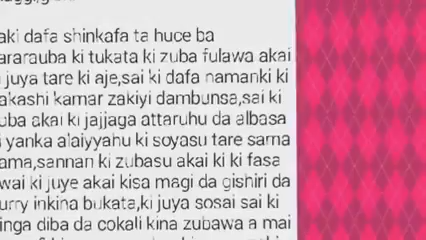 aki dafa shinkafa ta huce ba
ararauba ki tukata ki zuba fulawa akai
juya tare ki aje,sai ki dafa namanki ki
akashi kamar zakiyi dambunsa,sai ki
uba akai ki jajjaga attaruhu da albasa
yanka a'laiyyahu ki soyasu tare sama
ama,sannan ki zubasu akai ki ki fasa
wai ki juye akai kisa magi da gishiri da
urry inkina bukata,ki juya sosai sai ki
inga diba da cokali kina zubawa a mai